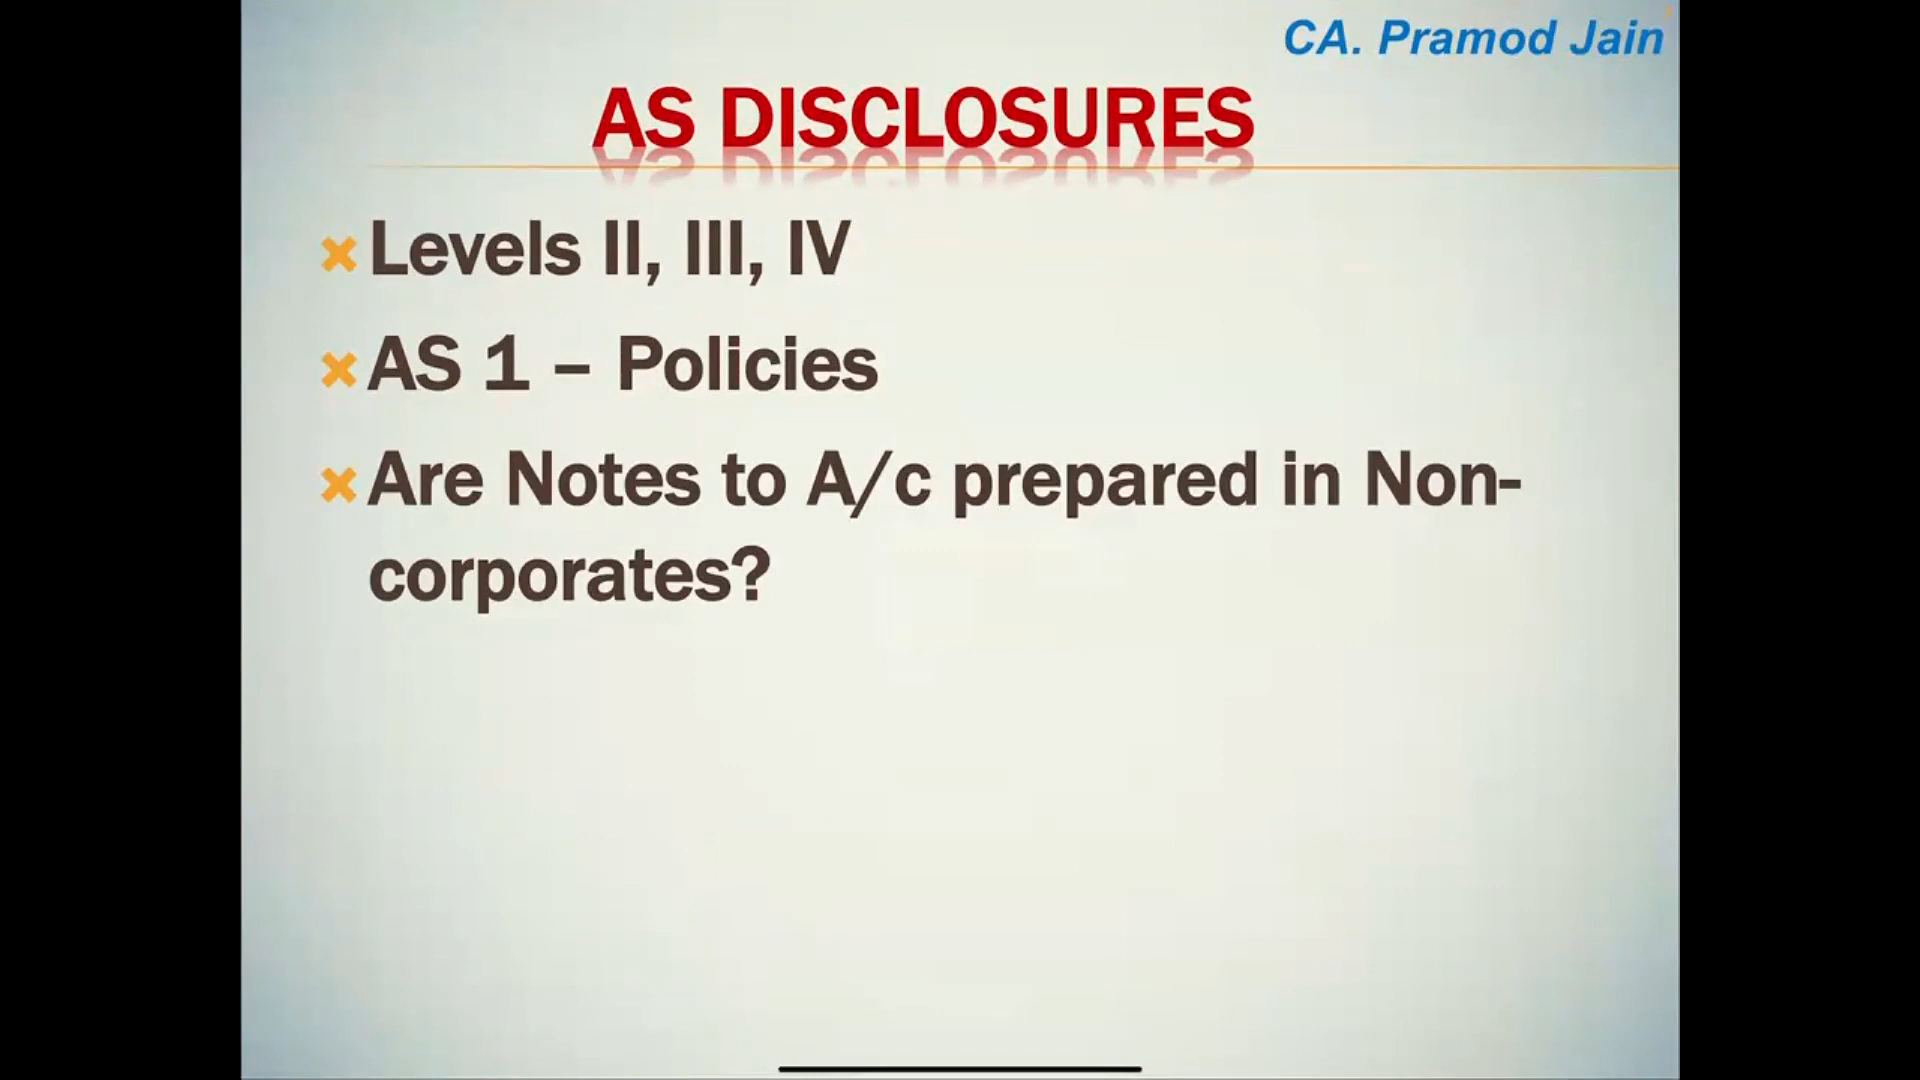 CA. Pramod Jain
AS DISCLOSURES
Levels II, III, IV
AS 1 – Policies
Are Notes to A/c prepared in Non-
corporates?